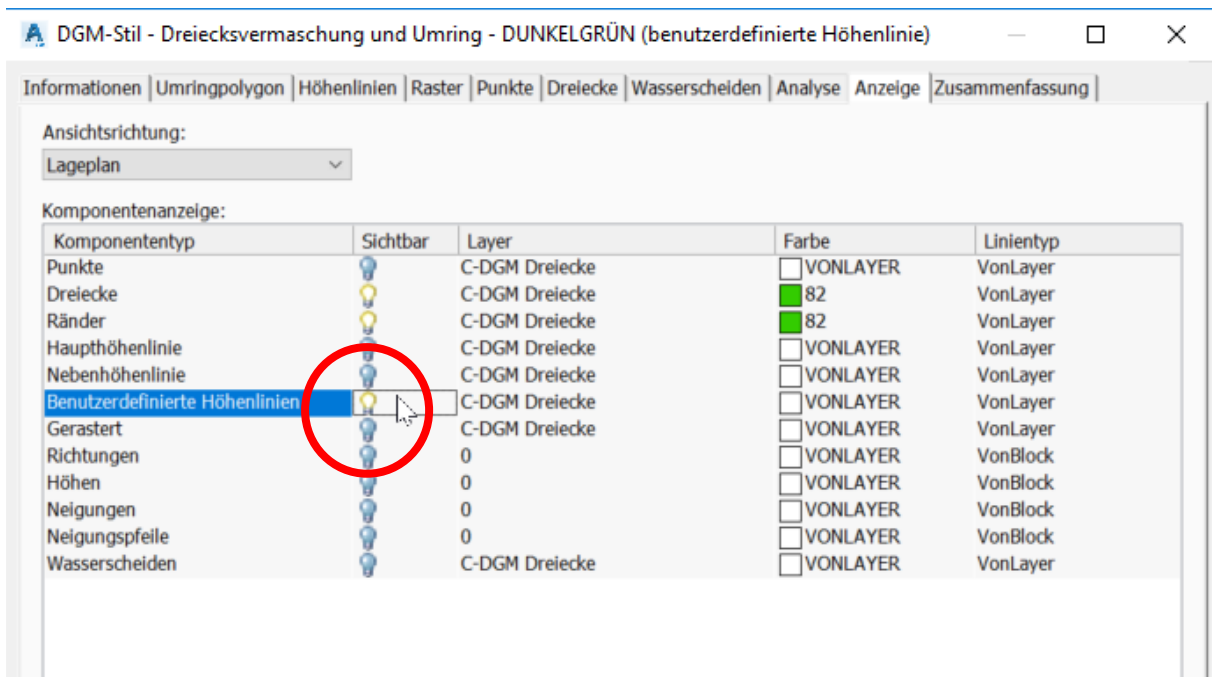 DGM-Stil - Dreiecksvermaschung und Umring - DUNKELGRÜN (benutzerdefinierte Höhenlinie)
Informationen Umringpolygon Höhenlinien Raster Punkte Dreiecke Wasserscheiden Analyse Anzeige Zusammenfassung
Ansichtsrichtung:
Lageplan
Komponentenanzeige:
Komponententyp Sichtbar Layer Farbe Linientyp
Punkte C-DGM Dreiecke VONLAYER VonLayer
Dreiecke C-DGM Dreiecke 82 VonLayer
Ränder C-DGM Dreiecke 82 VonLayer
Haupthöhenlinie C-DGM Dreiecke VONLAYER VonLayer
Nebenhöhenlinie C-DGM Dreiecke VONLAYER VonLayer
Benutzerdefinierte Höhenlinien C-DGM Dreiecke VONLAYER VonLayer
Gerastert C-DGM Dreiecke VONLAYER VonLayer
Richtungen 0 VONLAYER VonBlock
Höhen 0 VONLAYER VonBlock
Neigungen 0 VONLAYER VonBlock
Neigungspfeile 0 VONLAYER VonBlock
Wasserscheiden C-DGM Dreiecke VONLAYER VonLayer